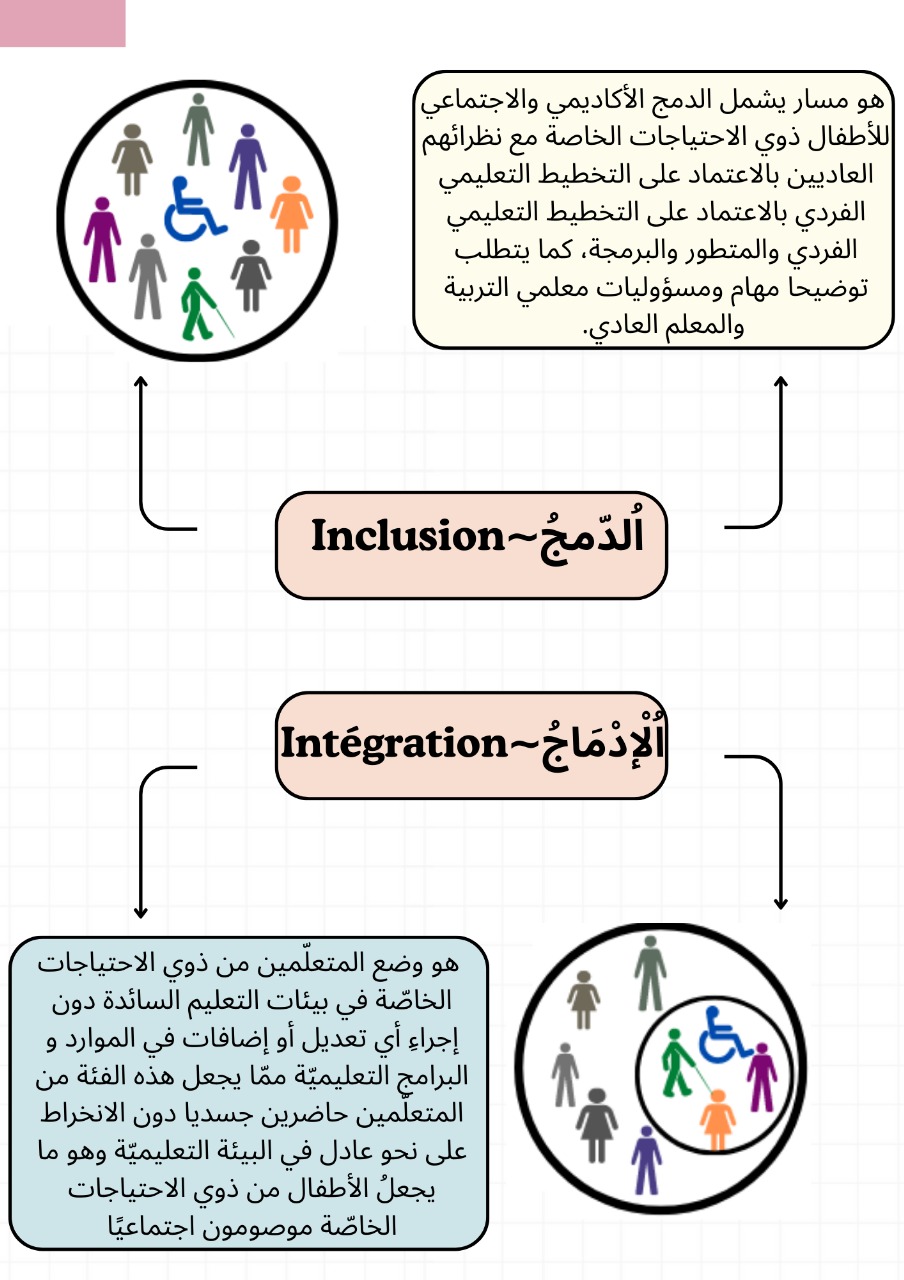 هو مسار يشمل الدمج الأكاديمي والاجتماعي
للأطفال ذوي الاحتياجات الخاصة مع نظرائهم
العاديين بالاعتماد على التخطيط التعليمي
الفردي بالاعتماد على التخطيط التعليمي
الفردي والمتطور والبرمجة، كما يتطلب
توضيحا مهام ومسؤوليات معلمي التربية
والمعلم العادي.
Inclusion~اُلدّمجُ
Intégration~اُلْإِدْمَاجُ
هو وضع المتعلّمين من ذوي الاحتياجات
الخاصّة في بيئات التعليم السائدة دون
إجراءِ أي تعديل أو إضافات في الموارد و
البرامج التعليميّة ممّا يجعل هذه الفئة من
المتعلّمين حاضرين جسديا دون الانخراط
على نحو عادل في البيئة التعليميّة وهو ما
يجعلُ الأطفال من ذوي الاحتياجات
الخاصّة موصومون اجتماعيًا